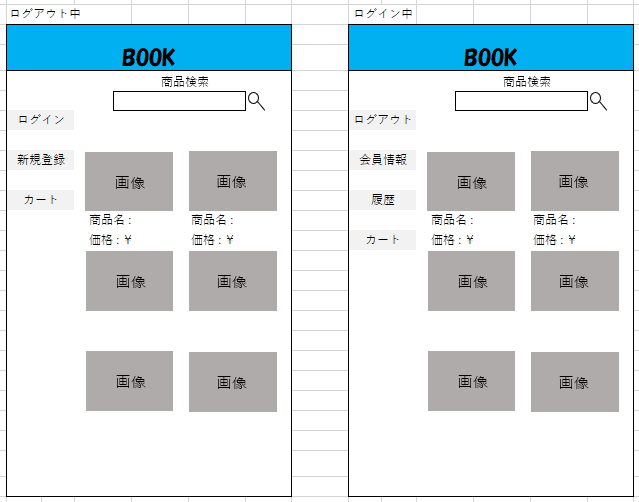 ログアウト中
BOOK
商品検索
ログイン
新規登録
カート
画像 画像
商品名： 商品名：
価格：￥ 価格：￥
画像 画像
画像 画像
ログイン中
BOOK
商品検索
ログアウト
会員情報
履歴
カート
画像 画像
商品名： 商品名：
価格：￥ 価格：￥
画像 画像
画像 画像